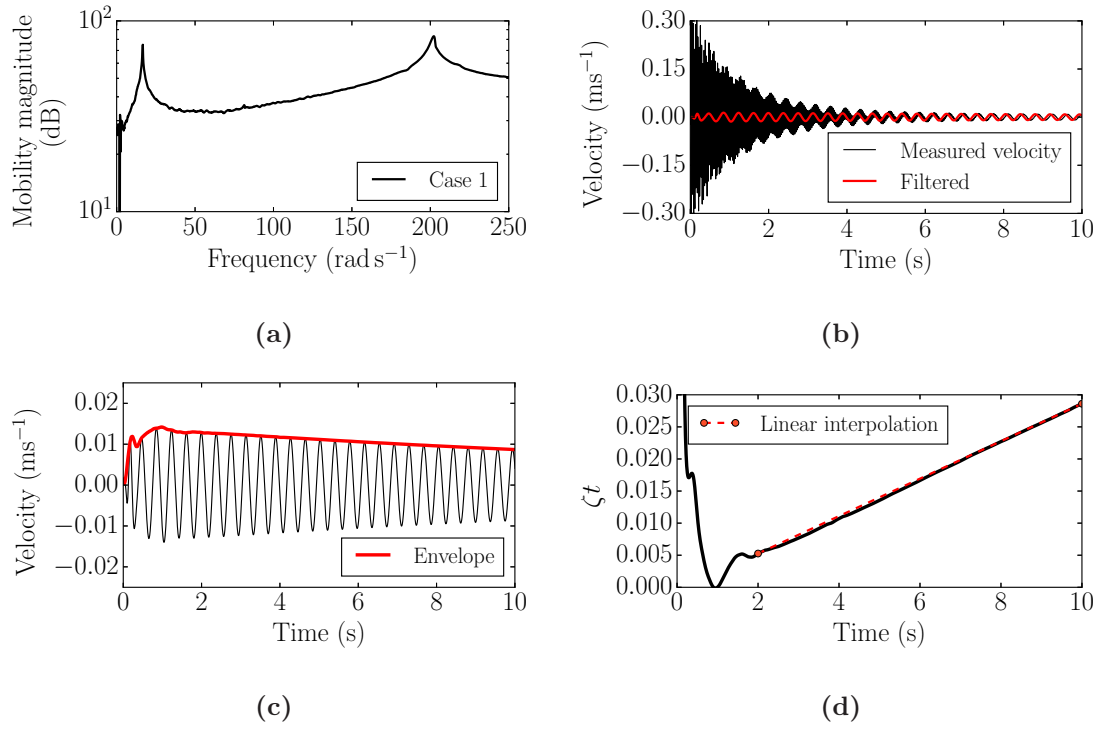 10²
10¹
Mobility magnitude
(dB)
Case 1
0 50 100 150 200 250
Frequency (rad s⁻¹)
(a)
0.30
0.15
0.00
−0.15
−0.30
Velocity (ms⁻¹)
Measured velocity
Filtered
0 2 4 6 8 10
Time (s)
(b)
0.02
0.01
0.00
−0.01
−0.02
Velocity (ms⁻¹)
Envelope
0 2 4 6 8 10
Time (s)
(c)
0.030
0.025
0.020
0.015
0.010
0.005
0.000
ζt
Linear interpolation
0 2 4 6 8 10
Time (s)
(d)